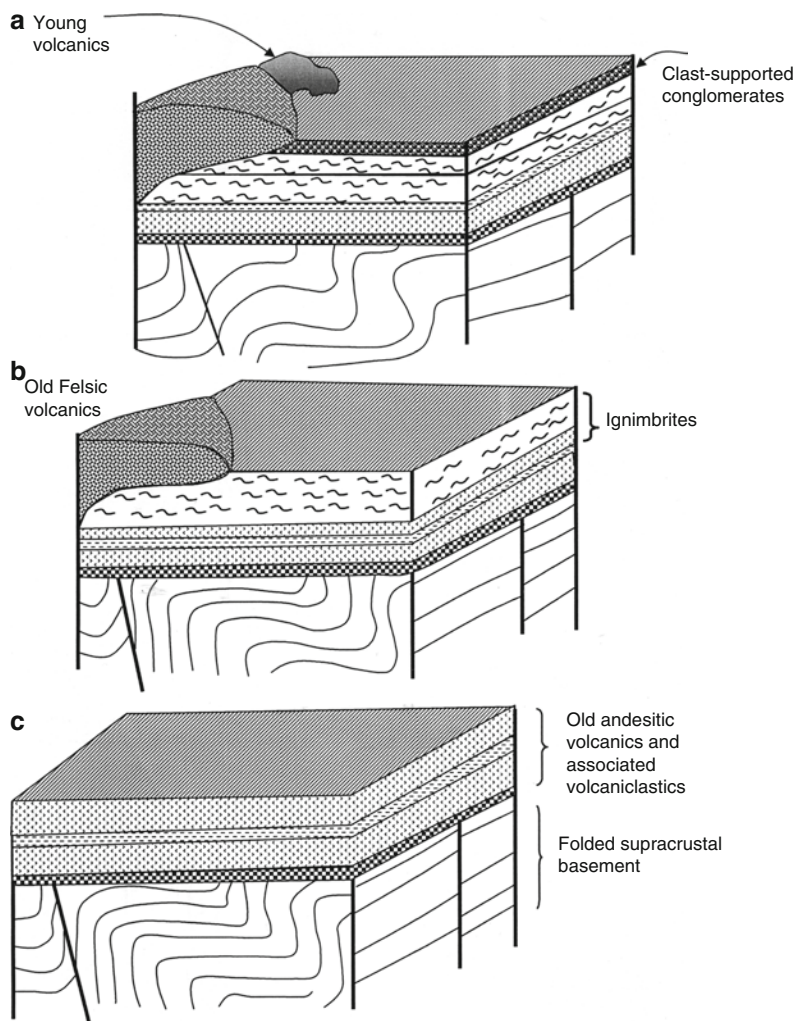 a
Young
volcanics
Clast-supported
conglomerates
b
Old Felsic
volcanics
Ignimbrites
c
Old andesitic
volcanics and
associated
volcaniclastics
Folded supracrustal
basement